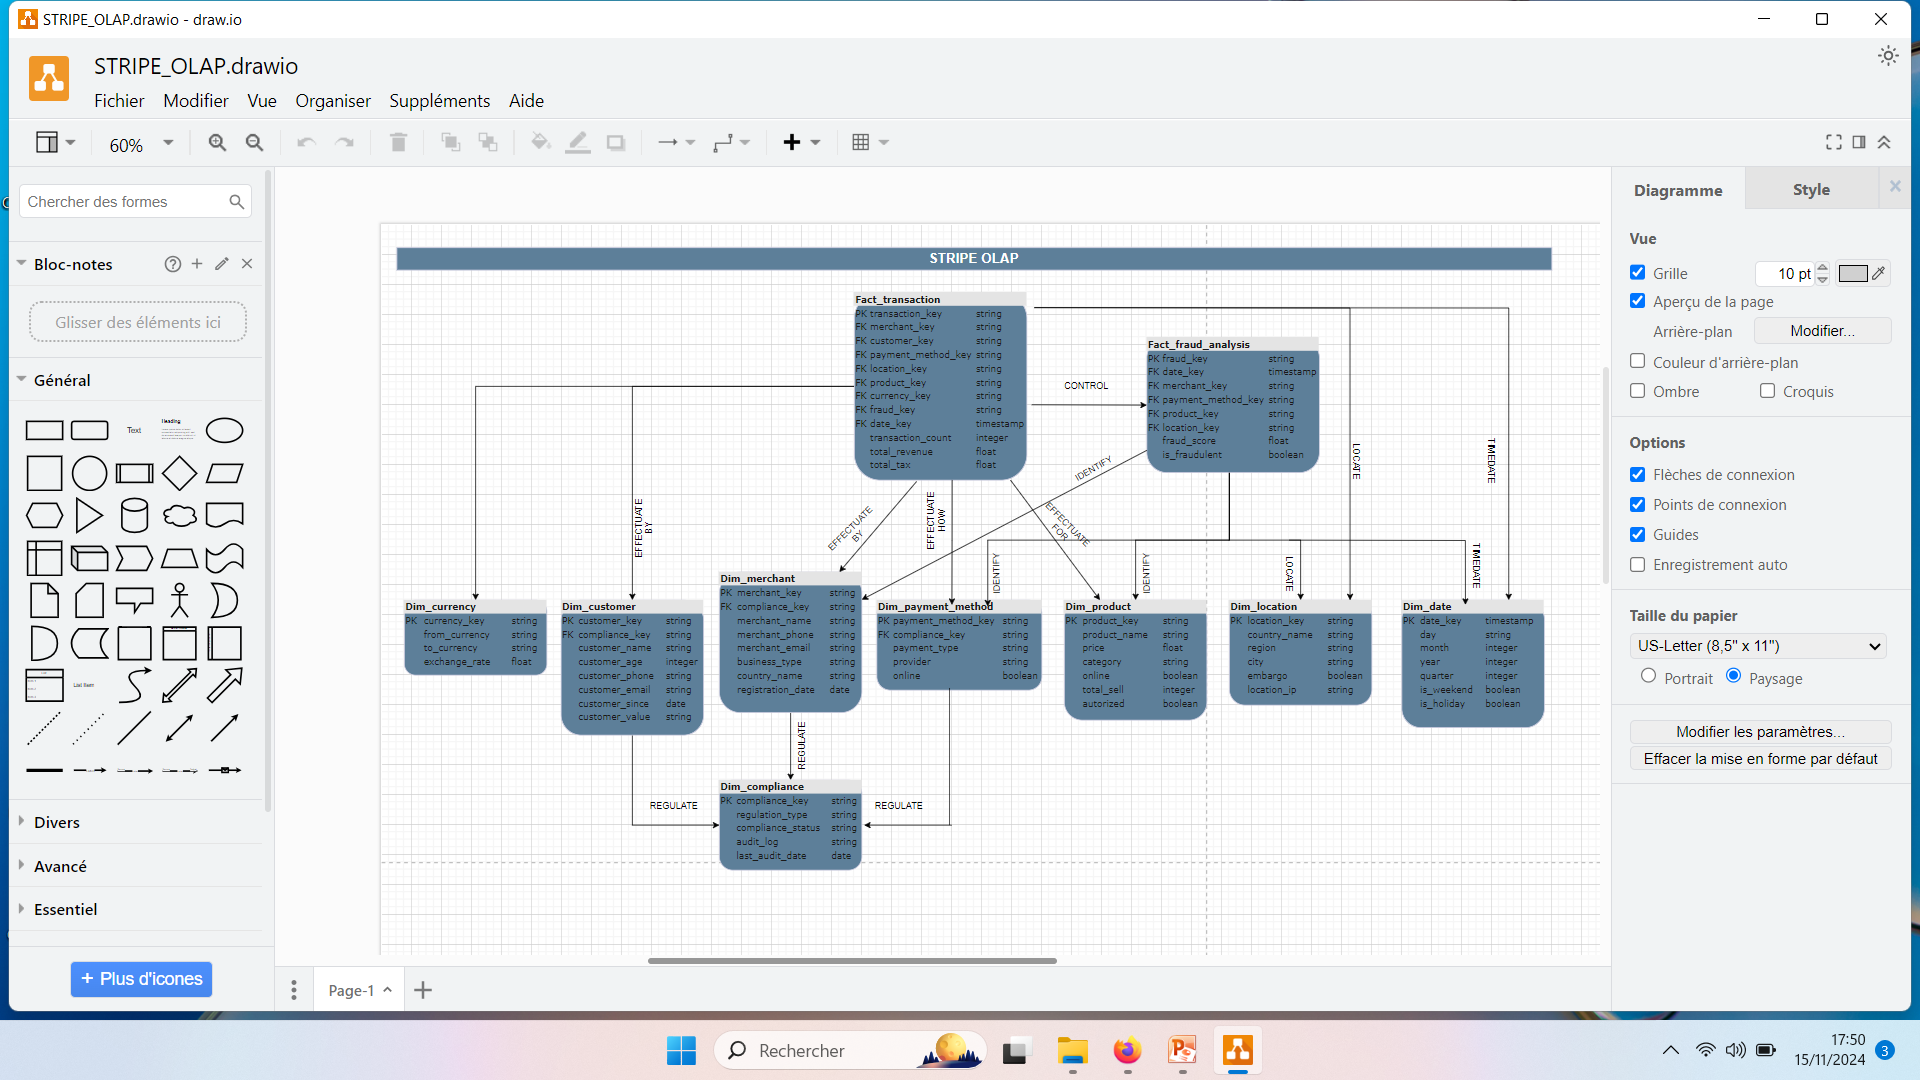 STRIPE_OLAP.drawio - draw.io
STRIPE_OLAP.drawio
Fichier Modifier Vue Organiser Suppléments Aide
60%
Chercher des formes
Bloc-notes
Glisser des éléments ici
Général
Text
Heading
List Item
Divers
Avancé
Essentiel
+ Plus d'icones
STRIPE OLAP
Fact_transaction
PK transaction_key string
FK merchant_key string
FK customer_key string
FK payment_method_key string
FK location_key string
FK product_key string
FK currency_key string
FK fraud_key string
FK date_key timestamp
transaction_count integer
total_revenue float
total_tax float
CONTROL
Fact_fraud_analysis
PK fraud_key string
FK date_key timestamp
FK merchant_key string
FK payment_method_key string
FK product_key string
FK location_key string
fraud_score float
is_fraudulent boolean
LOCATE
TIMEDATE
IDENTIFY
EFFECTUATE
BY
EFFECTUATE
BY
EFFECTUATE
HOW
EFFECTUATE
FOR
IDENTIFY
IDENTIFY
LOCATE
TIMEDATE
Dim_currency
PK currency_key string
from_currency string
to_currency string
exchange_rate float
Dim_customer
PK customer_key string
FK compliance_key string
customer_name string
customer_age integer
customer_phone string
customer_email string
customer_since date
customer_value string
Dim_merchant
PK merchant_key string
FK compliance_key string
merchant_name string
merchant_phone string
merchant_email string
business_type string
country_name string
registration_date date
Dim_payment_method
PK payment_method_key string
FK compliance_key string
payment_type string
provider string
online boolean
Dim_product
PK product_key string
product_name string
price float
category string
online boolean
total_sell integer
autorized boolean
Dim_location
PK location_key string
country_name string
region string
city string
embargo boolean
location_ip string
Dim_date
PK date_key timestamp
day string
month integer
year integer
quarter integer
is_weekend boolean
is_holiday boolean
REGULATE
REGULATE
REGULATE
Dim_compliance
PK compliance_key string
regulation_type string
compliance_status string
audit_log string
last_audit_date date
Page-1
Diagramme Style
Vue
Grille 10 pt
Aperçu de la page
Arrière-plan Modifier...
Couleur d'arrière-plan
Ombre Croquis
Options
Flèches de connexion
Points de connexion
Guides
Enregistrement auto
Taille du papier
US-Letter (8,5" x 11")
Portrait Paysage
Modifier les paramètres...
Effacer la mise en forme par défaut
Rechercher
17:50
15/11/2024
3